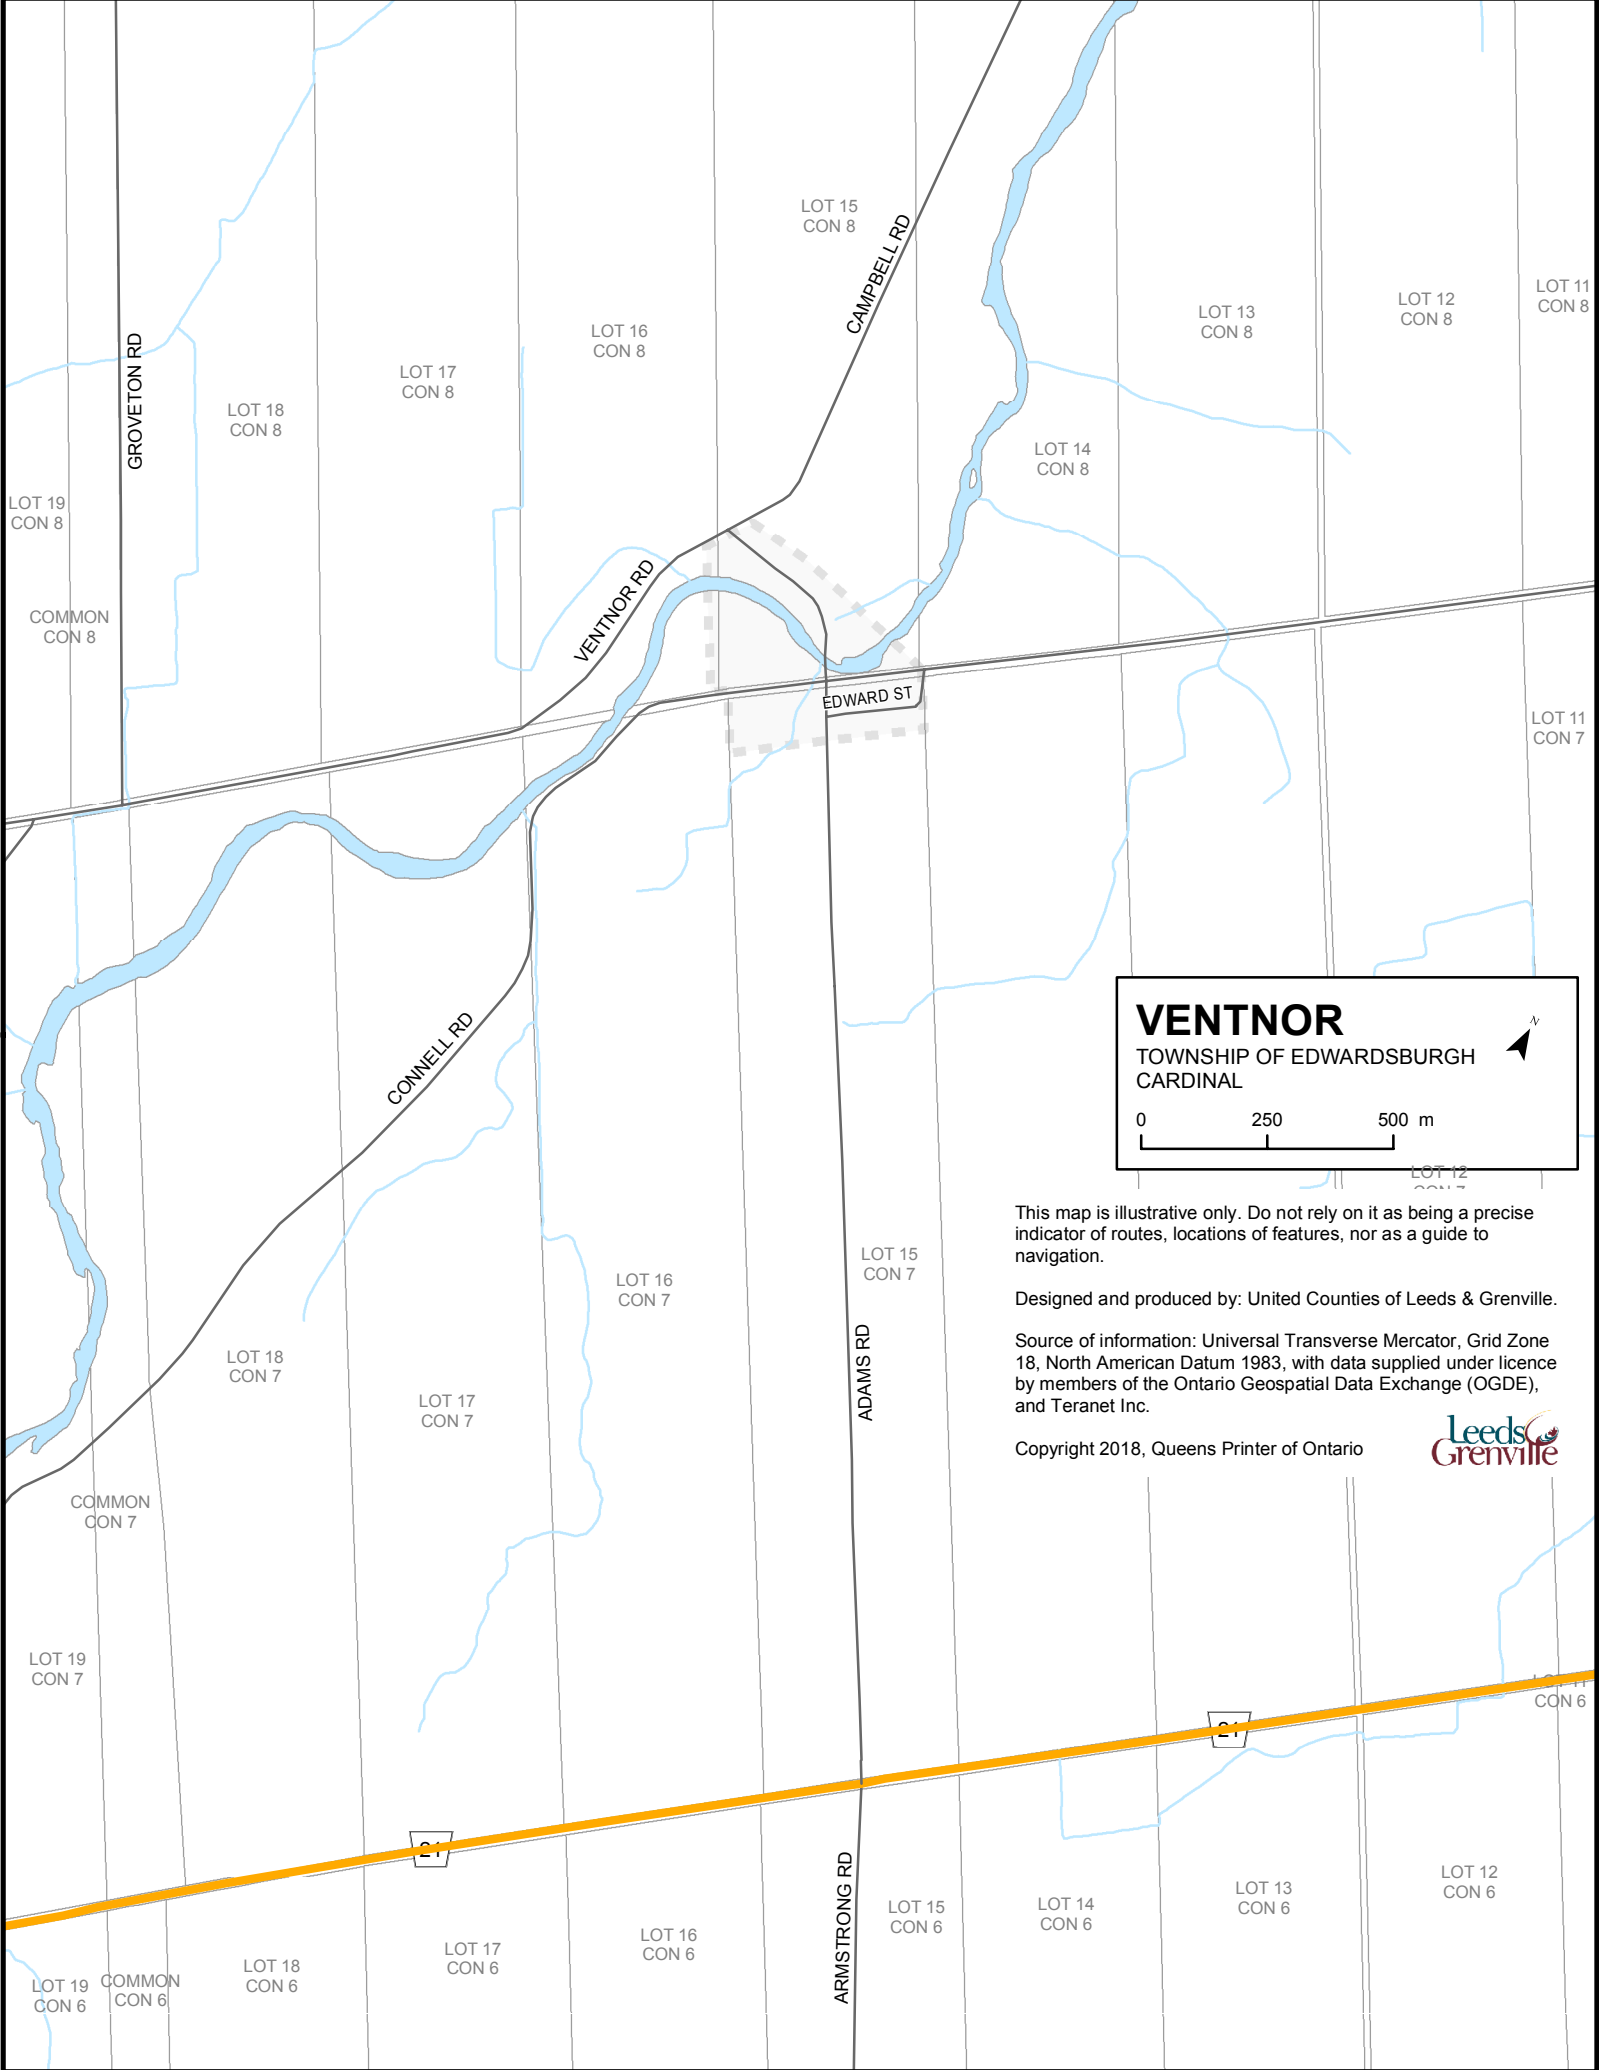 LOT 15
CON 8
CAMPBELL RD
LOT 11
CON 8
LOT 12
CON 8
LOT 13
CON 8
LOT 16
CON 8
GROVETON RD
LOT 17
CON 8
LOT 18
CON 8
LOT 14
CON 8
LOT 19
CON 8
VENTNOR RD
COMMON
CON 8
EDWARD ST
LOT 11
CON 7
VENTNOR
N
TOWNSHIP OF EDWARDSBURGH
CARDINAL
0 250 500 m
CONNELL RD
LOT 12
CON 7
This map is illustrative only. Do not rely on it as being a precise
indicator of routes, locations of features, nor as a guide to
navigation.
Designed and produced by: United Counties of Leeds & Grenville.
Source of information: Universal Transverse Mercator, Grid Zone
18, North American Datum 1983, with data supplied under licence
by members of the Ontario Geospatial Data Exchange (OGDE),
and Teranet Inc.
Copyright 2018, Queens Printer of Ontario
Leeds
Grenville
LOT 15
CON 7
LOT 16
CON 7
ADAMS RD
LOT 18
CON 7
LOT 17
CON 7
COMMON
CON 7
LOT 19
CON 7
LOT 11
CON 6
21
21
ARMSTRONG RD
LOT 12
CON 6
LOT 13
CON 6
LOT 14
CON 6
LOT 15
CON 6
LOT 16
CON 6
LOT 17
CON 6
LOT 18
CON 6
COMMON
CON 6
LOT 19
CON 6